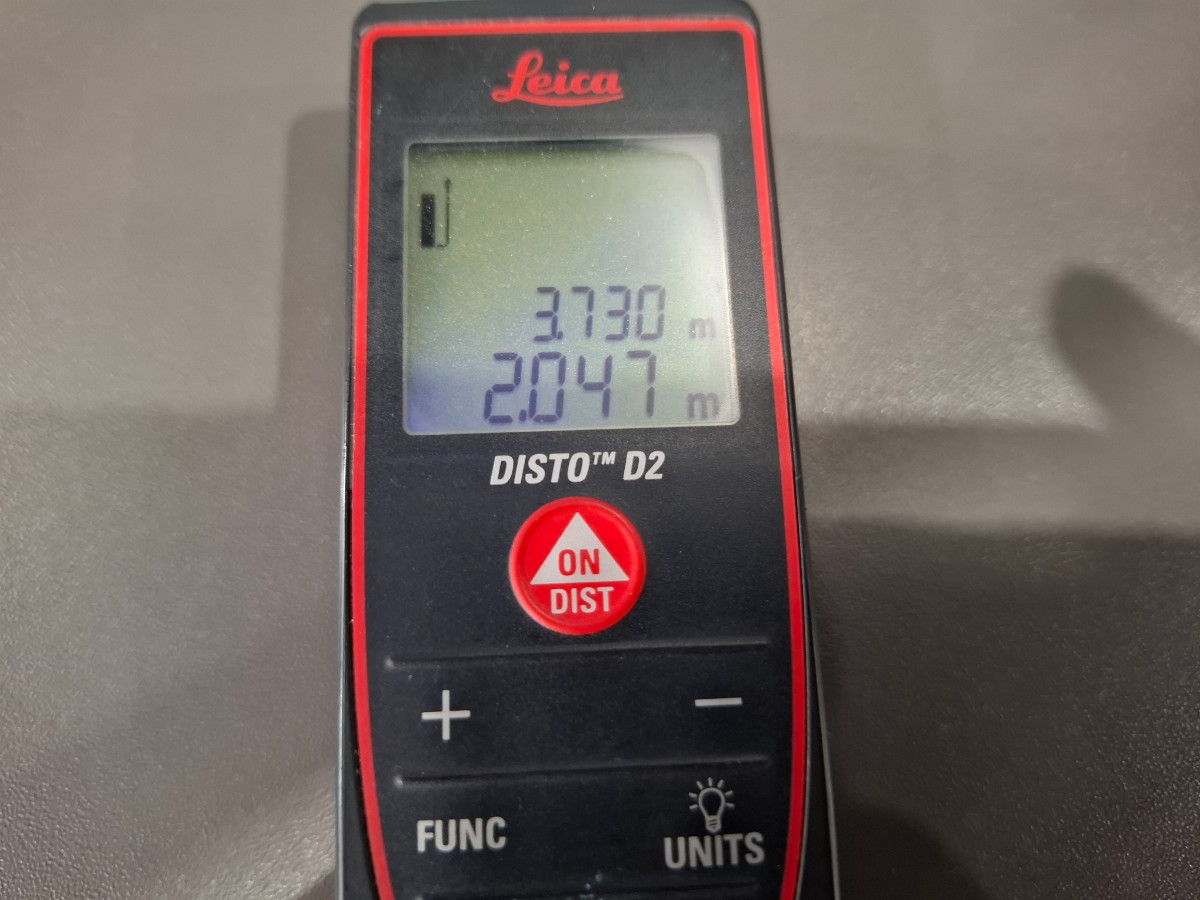 Leica
3.730 m
2.047 m
DISTO™ D2
ON
DIST
+ −
FUNC UNITS